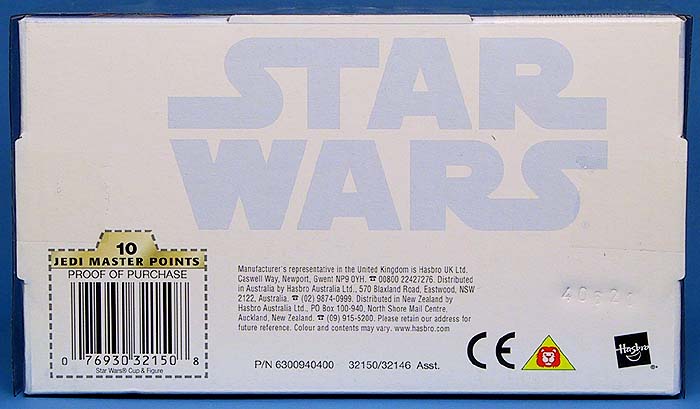 STAR
WARS
10
JEDI MASTER POINTS
PROOF OF PURCHASE
0 76930 32150 8
Star Wars® Cup & Figure
Manufacturer's representative in the United Kingdom is Hasbro UK Ltd.
Caswell Way, Newport, Gwent NP9 0YH. ☎ 00800 22427276. Distributed
in Australia by Hasbro Australia Ltd., 570 Blaxland Road, Eastwood, NSW
2122, Australia. ☎ (02) 9874-0999. Distributed in New Zealand by
Hasbro Australia Ltd., PO Box 100-940, North Shore Mail Centre,
Auckland, New Zealand. ☎ (09) 915-5200. Please retain our address for
future reference. Colour and contents may vary. www.hasbro.com
P/N 6300940400 32150/32146 Asst.
CE
Hasbro
®*